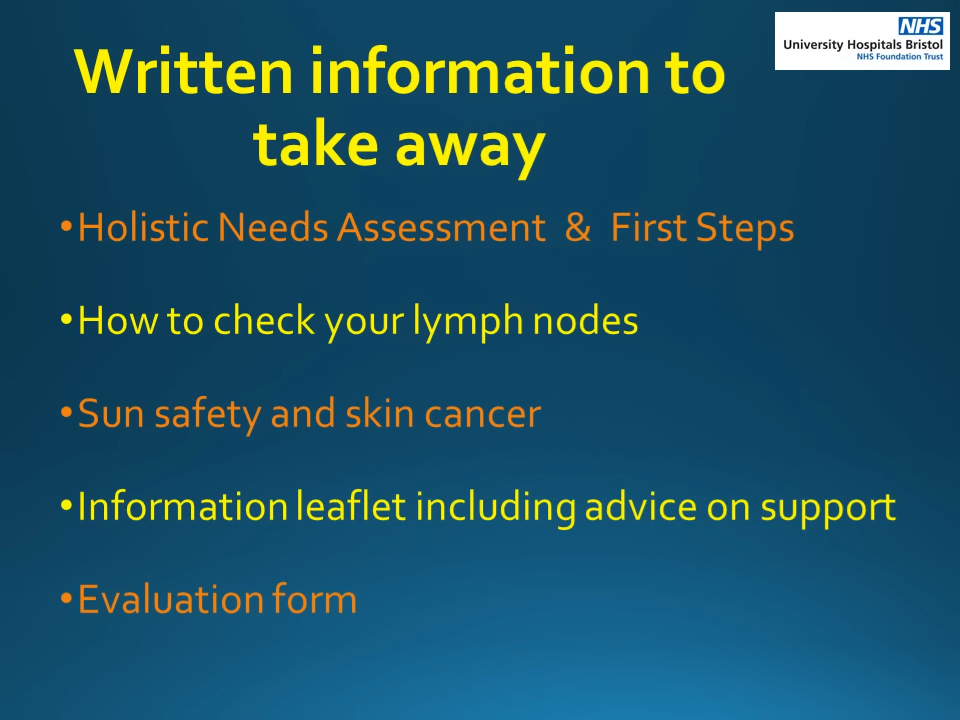 NHS
University Hospitals Bristol
NHS Foundation Trust
Written information to
take away
•Holistic Needs Assessment & First Steps
•How to check your lymph nodes
•Sun safety and skin cancer
•Information leaflet including advice on support
•Evaluation form